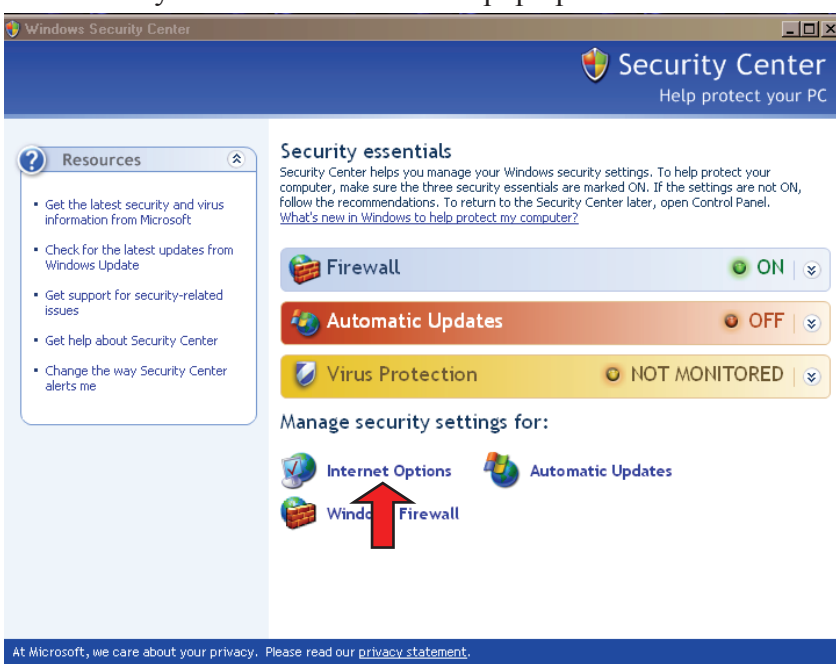 Windows Security Center
Security Center
Help protect your PC
Resources
Get the latest security and virus
information from Microsoft
Check for the latest updates from
Windows Update
Get support for security-related
issues
Get help about Security Center
Change the way Security Center
alerts me
Security essentials
Security Center helps you manage your Windows security settings. To help protect your
computer, make sure the three security essentials are marked ON. If the settings are not ON,
follow the recommendations. To return to the Security Center later, open Control Panel.
What's new in Windows to help protect my computer?
Firewall ON
Automatic Updates OFF
Virus Protection NOT MONITORED
Manage security settings for:
Internet Options Automatic Updates
Firewall
At Microsoft, we care about your privacy. Please read our privacy statement.